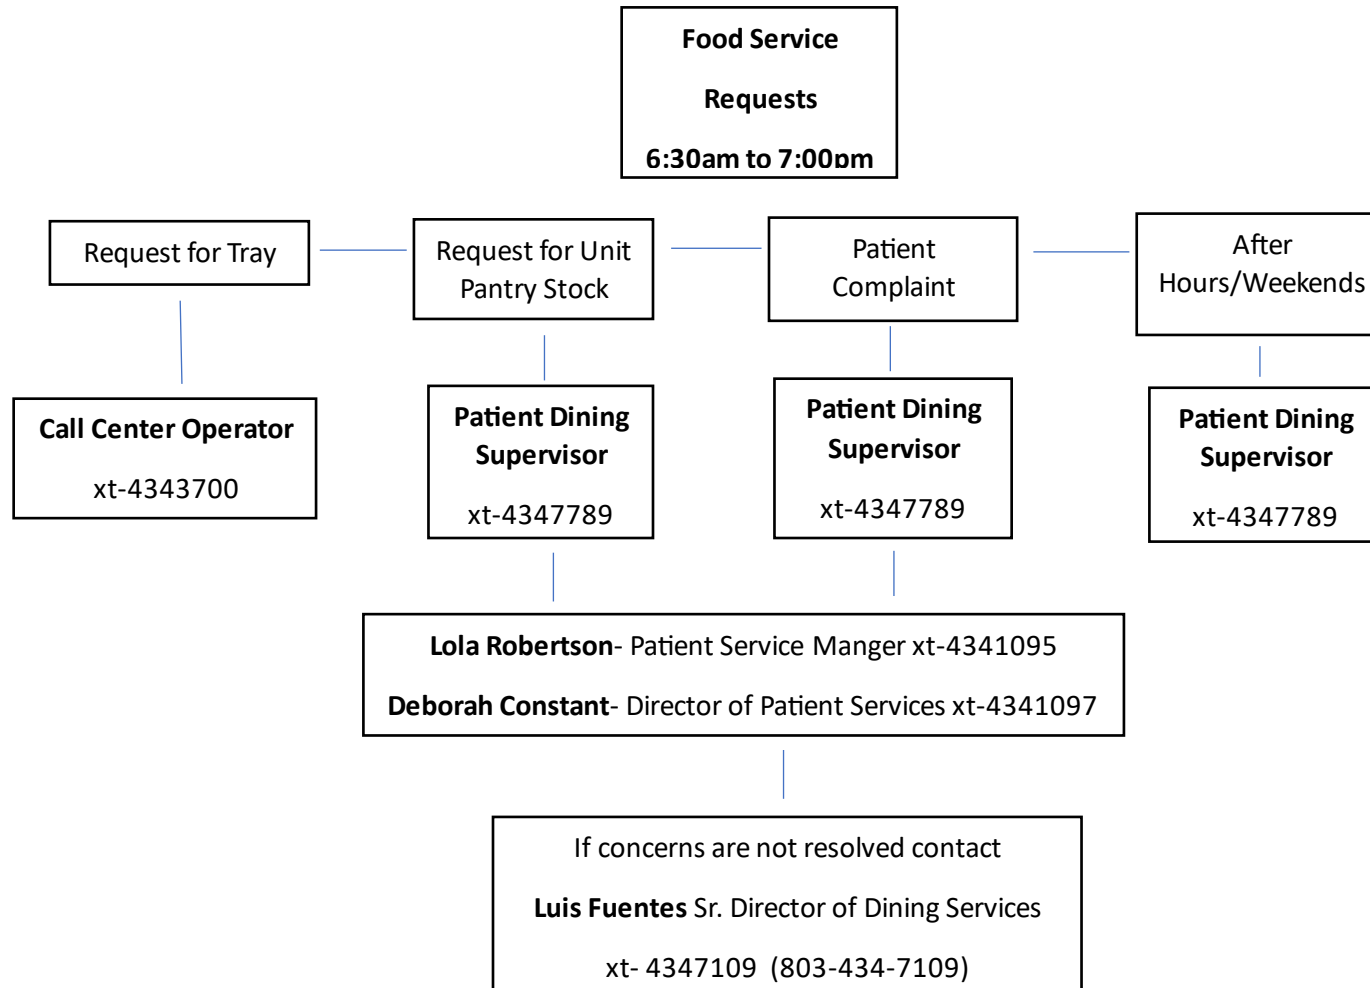 Food Service
Requests
6:30am to 7:00pm
Request for Tray
Request for Unit
Pantry Stock
Patient
Complaint
After
Hours/Weekends
Call Center Operator
xt-4343700
Patient Dining
Supervisor
xt-4347789
Patient Dining
Supervisor
xt-4347789
Patient Dining
Supervisor
xt-4347789
Lola Robertson- Patient Service Manger xt-4341095
Deborah Constant- Director of Patient Services xt-4341097
If concerns are not resolved contact
Luis Fuentes Sr. Director of Dining Services
xt- 4347109 (803-434-7109)